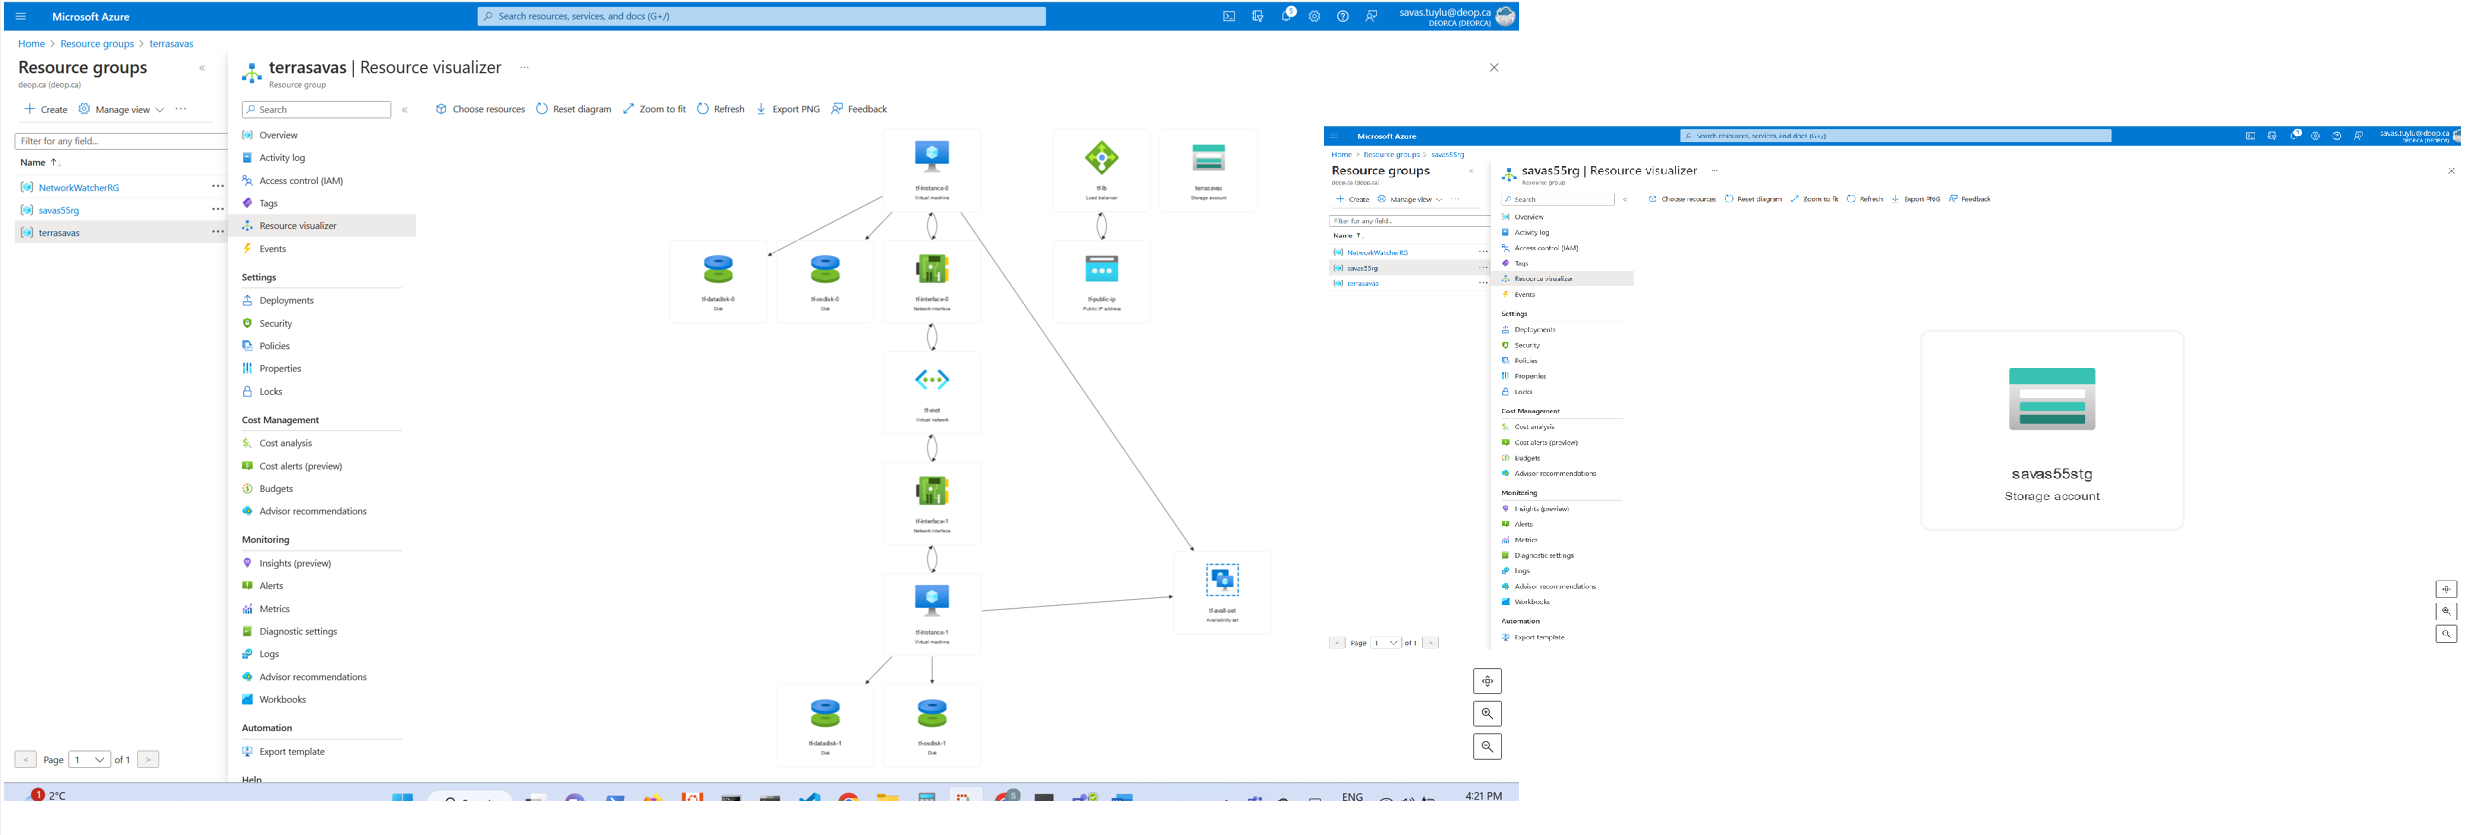 Microsoft Azure
Search resources, services, and docs (G+/)
5
savas.tuylu@deop.ca
DEOP.CA (DEOP.CA)
Home > Resource groups > terrasavas
Resource groups
deop.ca (deop.ca)
Create Manage view
Filter for any field...
Name
NetworkWatcherRG
savas55rg
terrasavas
Page 1 of 1
terrasavas | Resource visualizer
Resource group
Search
Choose resources Reset diagram Zoom to fit Refresh Export PNG Feedback
Overview
Activity log
Access control (IAM)
Tags
Resource visualizer
Events
Settings
Deployments
Security
Policies
Properties
Locks
Cost Management
Cost analysis
Cost alerts (preview)
Budgets
Advisor recommendations
Monitoring
Insights (preview)
Alerts
Metrics
Diagnostic settings
Logs
Advisor recommendations
Workbooks
Automation
Export template
Help
tf-instance-0
Virtual machine
tf-lb
Load balancer
terrasavas
Storage account
tf-datadisk-0
Disk
tf-osdisk-0
Disk
tf-interface-0
Network interface
tf-public-ip
Public IP address
tf-vnet
Virtual network
tf-interface-1
Network interface
tf-avail-set
Availability set
tf-instance-1
Virtual machine
tf-datadisk-1
Disk
tf-osdisk-1
Disk
1
2°C
S
ENG
4:21 PM
Microsoft Azure
Search resources, services, and docs (G+/)
savas.tuylu@deop.ca
DEOP.CA (DEOP.CA)
Home > Resource groups > savas55rg
Resource groups
deop.ca (deop.ca)
Create Manage view
Filter for any field...
Name
NetworkWatcherRG
savas55rg
terrasavas
Page 1 of 1
savas55rg | Resource visualizer
Resource group
Search
Choose resources Reset diagram Zoom to fit Refresh Export PNG Feedback
Overview
Activity log
Access control (IAM)
Tags
Resource visualizer
Events
Settings
Deployments
Security
Policies
Properties
Locks
Cost Management
Cost analysis
Cost alerts (preview)
Budgets
Advisor recommendations
Monitoring
Insights (preview)
Alerts
Metrics
Diagnostic settings
Logs
Advisor recommendations
Workbooks
Automation
Export template
savas55stg
Storage account